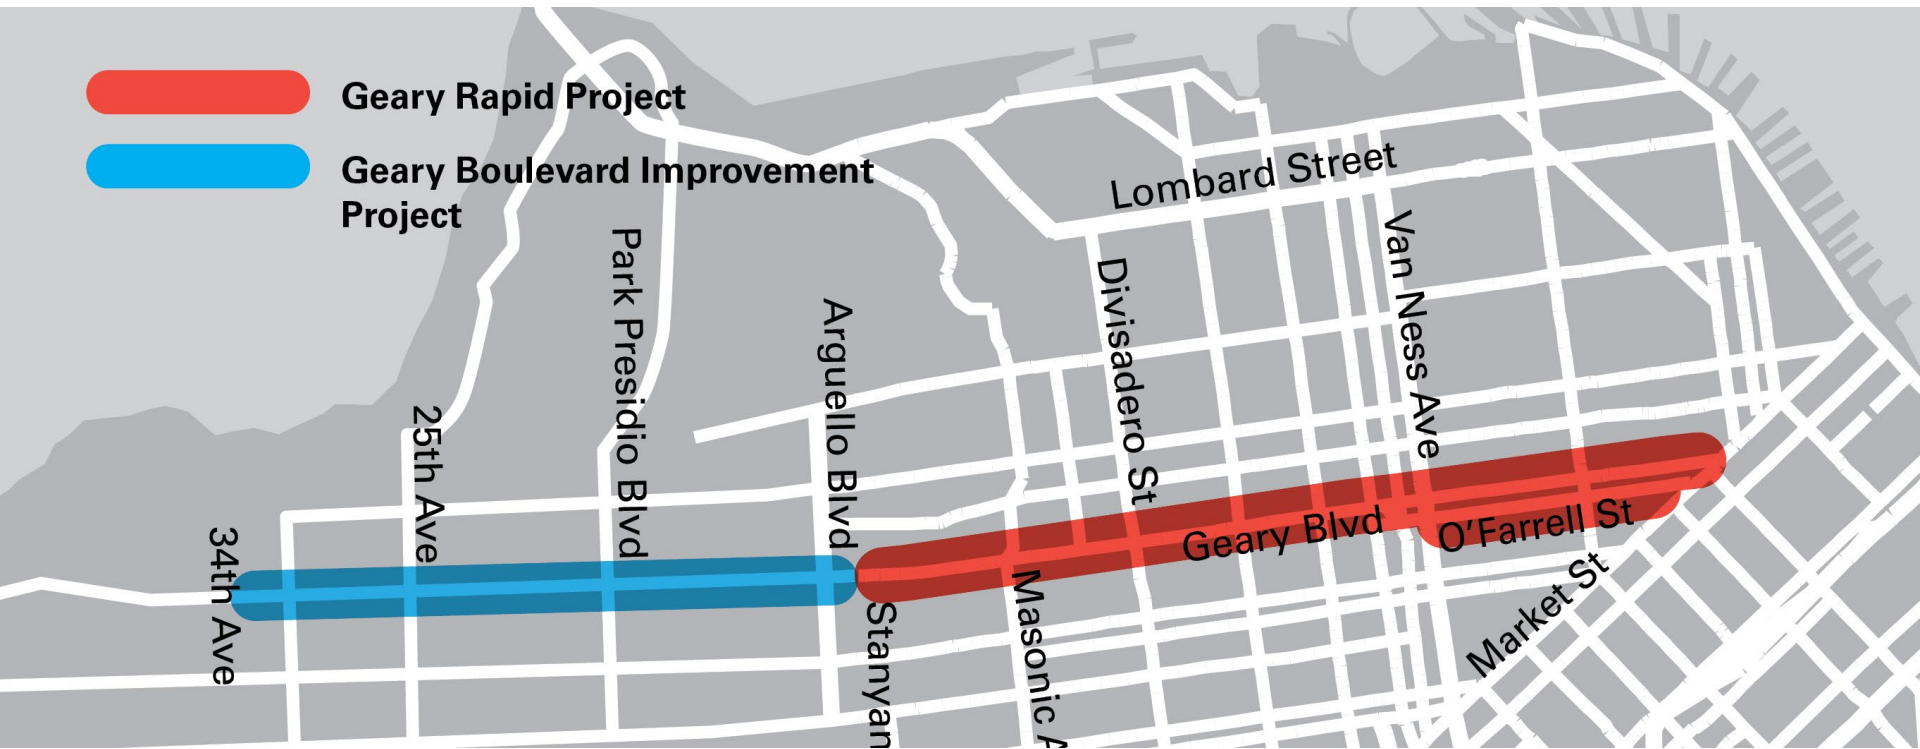 Geary Rapid Project
Geary Boulevard Improvement
Project
Lombard Street
Van Ness Ave
Park Presidio Blvd
Divisadero St
Arguello Blvd
25th Ave
34th Ave
Geary Blvd
O'Farrell St
Market St
Stanyan
Masonic A